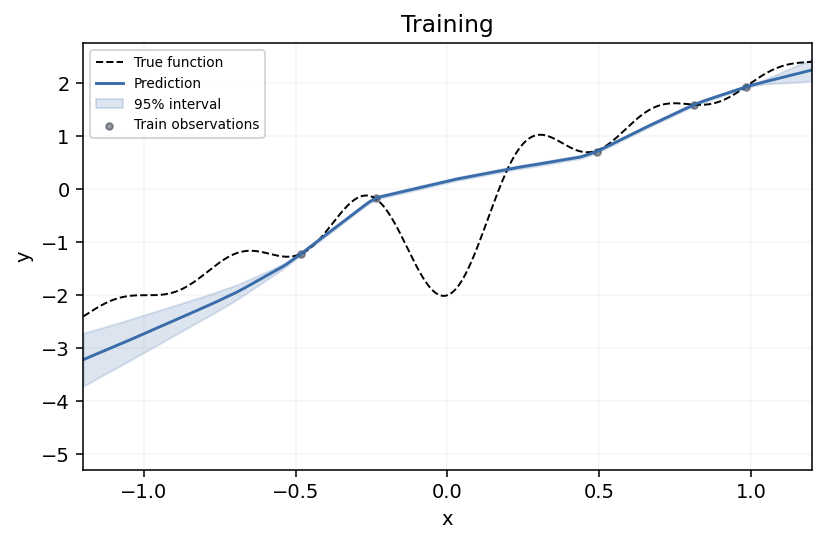 Training
True function
Prediction
95% interval
Train observations
2
1
0
−1
−2
−3
−4
−5
y
−1.0 −0.5 0.0 0.5 1.0
x